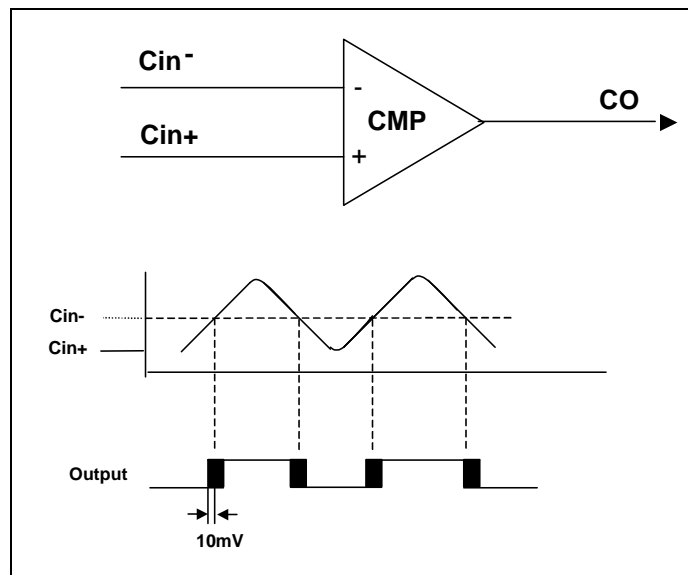 Cin-
-
CMP
CO
Cin+
+
Cin-
Cin+
Output
10mV